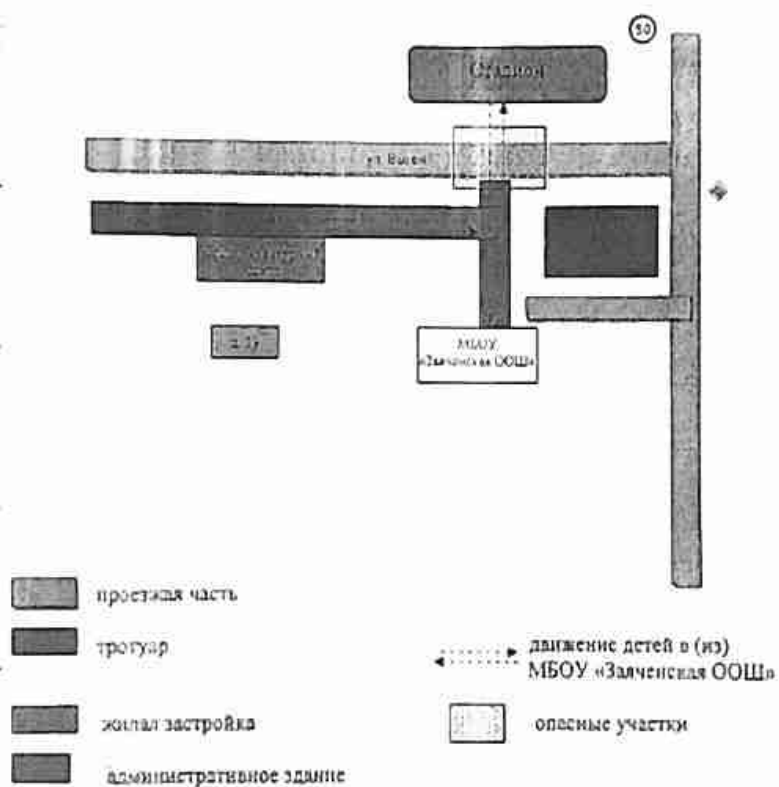 50
Стадион
ул.
МБОУ
«Заяченская ООШ»
проезжая часть
тротуар
движение детей в (из)
МБОУ «Заяченская ООШ»
жилая застройка
опасные участки
административное здание